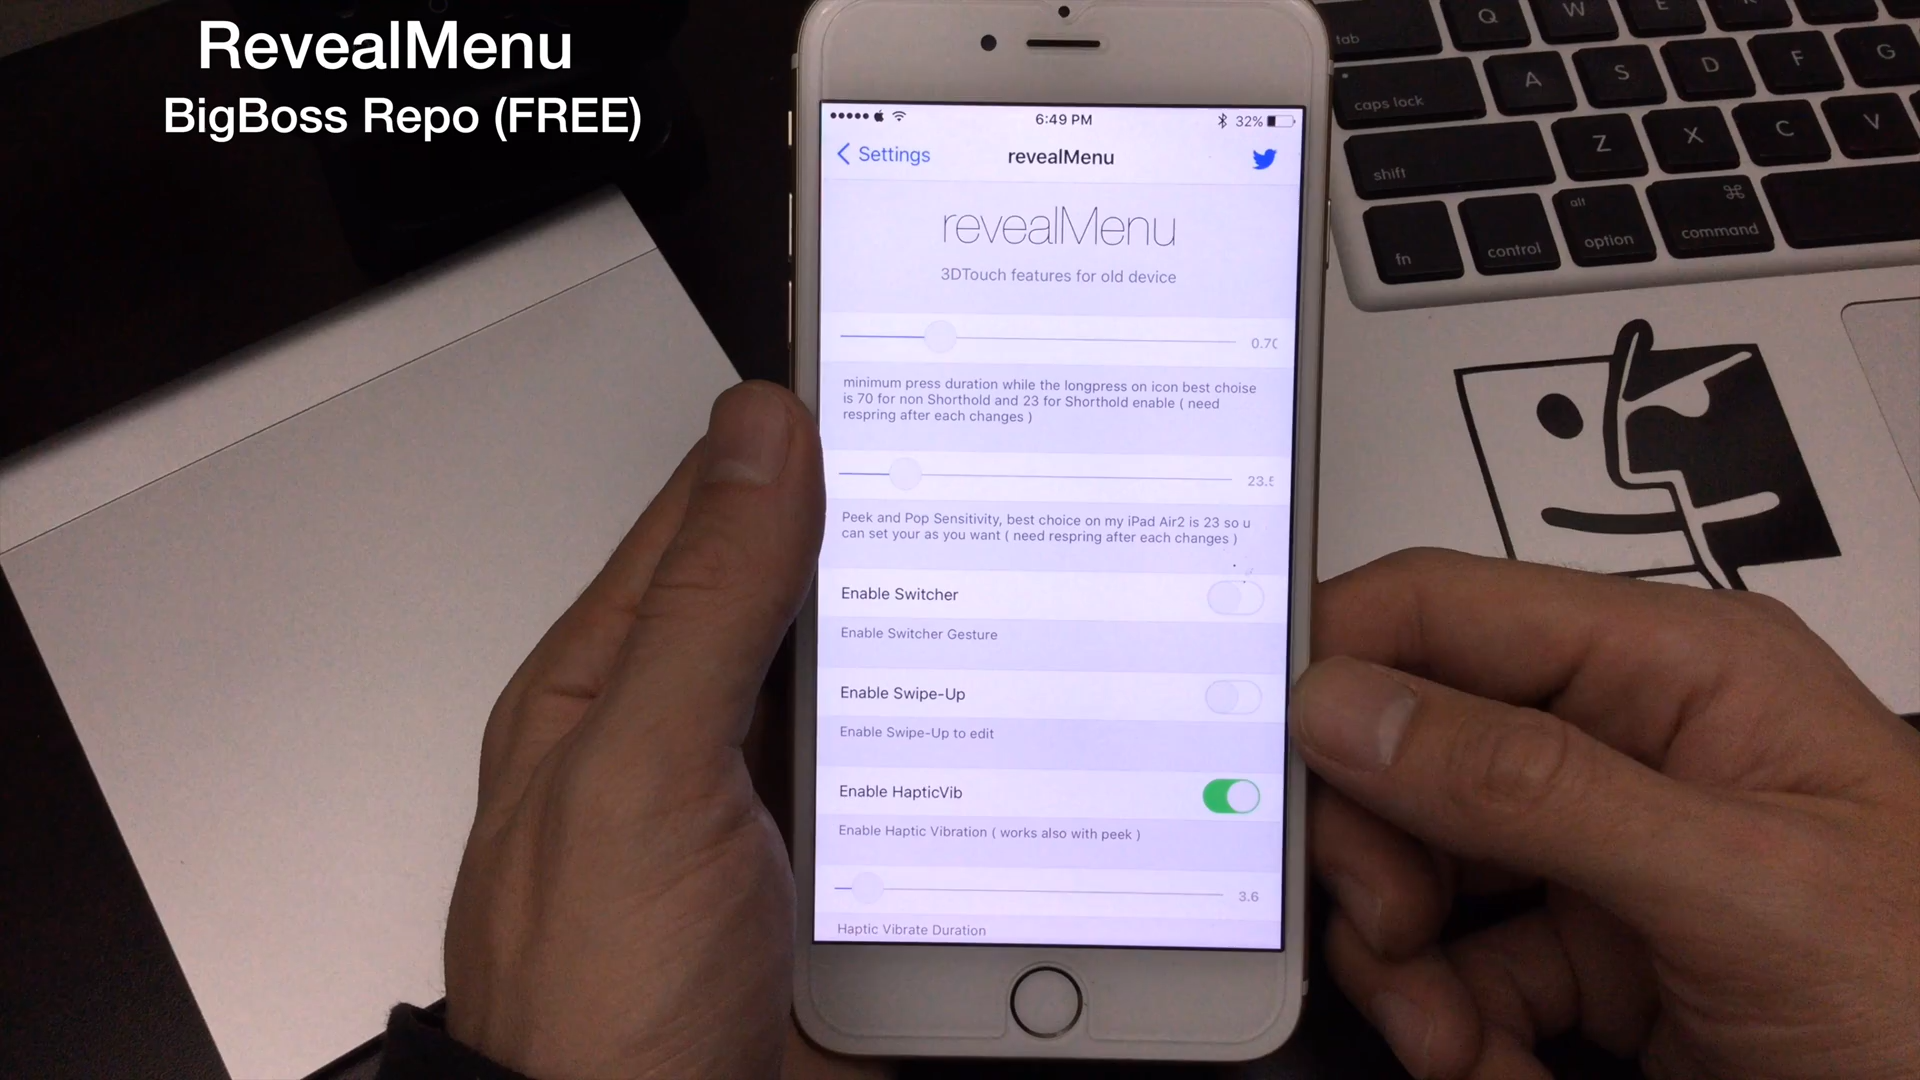 RevealMenu
BigBoss Repo (FREE)
6:49 PM
32%
Settings
revealMenu
revealMenu
3DTouch features for old device
0.70
minimum press duration while the longpress on icon best choise
is 70 for non Shorthold and 23 for Shorthold enable ( need
respring after each changes )
23.5
Peek and Pop Sensitivity, best choice on my iPad Air2 is 23 so u
can set your as you want ( need respring after each changes )
Enable Switcher
Enable Switcher Gesture
Enable Swipe-Up
Enable Swipe-Up to edit
Enable HapticVib
Enable Haptic Vibration ( works also with peek )
3.6
Haptic Vibrate Duration
tab
Q
W
E
caps lock
A
S
D
F
G
shift
Z
X
C
V
fn
control
alt
option
⌘
command